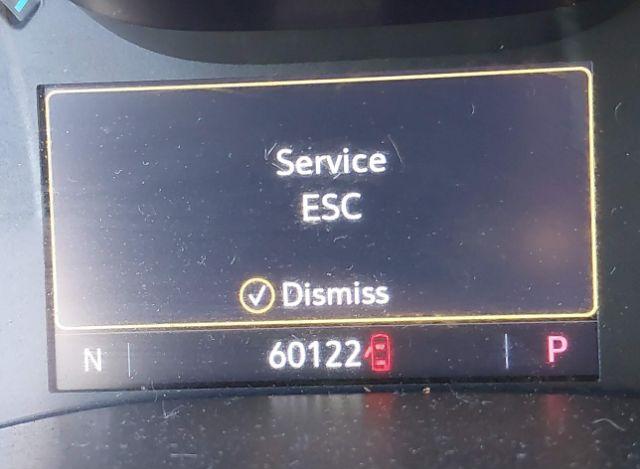 Service
ESC
Dismiss
N 60122 P